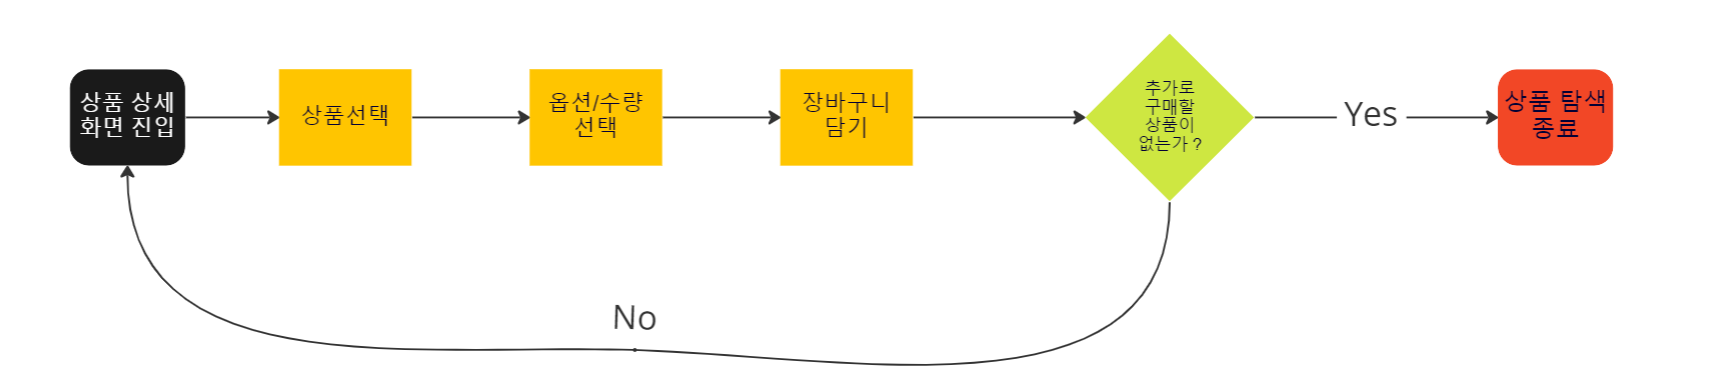 상품 상세
화면 진입
상품선택
옵션/수량
선택
장바구니
담기
추가로
구매할
상품이
없는가 ?
Yes
상품 탐색
종료
No